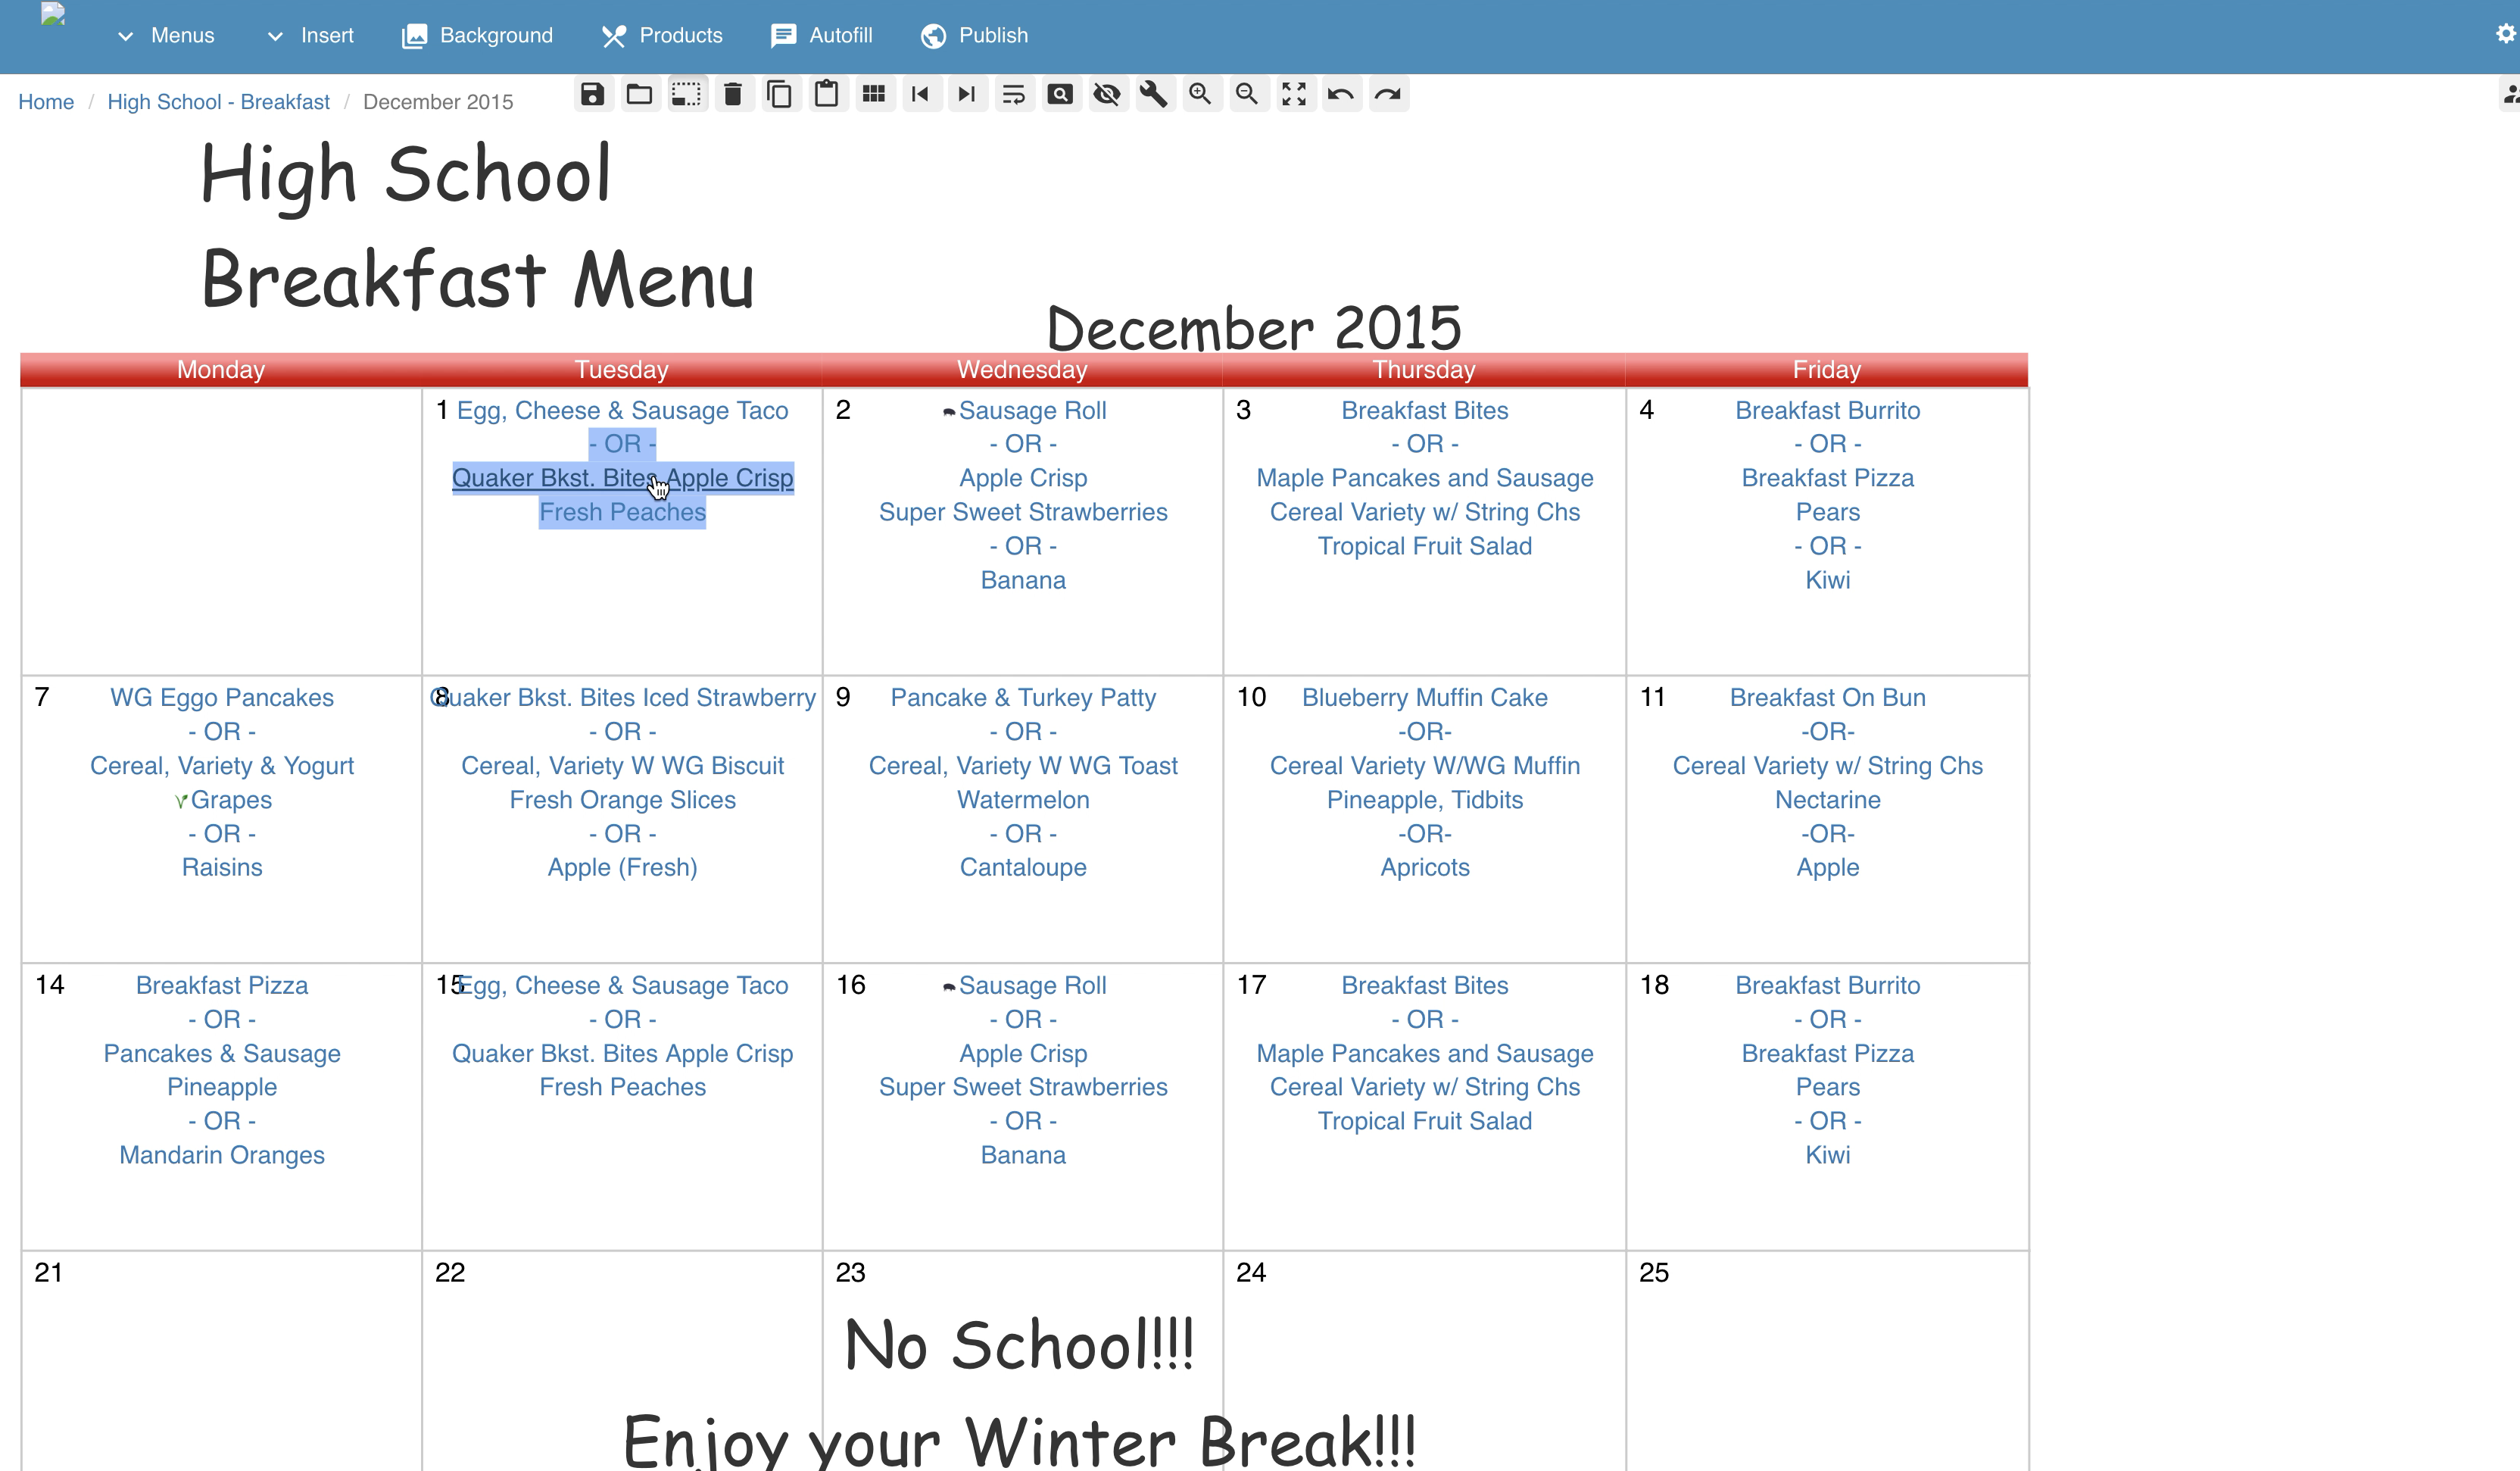 Menus Insert Background Products Autofill Publish
Home / High School - Breakfast / December 2015
High School
Breakfast Menu
December 2015
Monday Tuesday Wednesday Thursday Friday
1 Egg, Cheese & Sausage Taco
- OR -
Quaker Bkst. Bites Apple Crisp
Fresh Peaches
2 Sausage Roll
- OR -
Apple Crisp
Super Sweet Strawberries
- OR -
Banana
3 Breakfast Bites
- OR -
Maple Pancakes and Sausage
Cereal Variety w/ String Chs
Tropical Fruit Salad
4 Breakfast Burrito
- OR -
Breakfast Pizza
Pears
- OR -
Kiwi
7 WG Eggo Pancakes
- OR -
Cereal, Variety & Yogurt
Grapes
- OR -
Raisins
8 Quaker Bkst. Bites Iced Strawberry
- OR -
Cereal, Variety W WG Biscuit
Fresh Orange Slices
- OR -
Apple (Fresh)
9 Pancake & Turkey Patty
- OR -
Cereal, Variety W WG Toast
Watermelon
- OR -
Cantaloupe
10 Blueberry Muffin Cake
-OR-
Cereal Variety W/WG Muffin
Pineapple, Tidbits
-OR-
Apricots
11 Breakfast On Bun
-OR-
Cereal Variety w/ String Chs
Nectarine
-OR-
Apple
14 Breakfast Pizza
- OR -
Pancakes & Sausage
Pineapple
- OR -
Mandarin Oranges
15 Egg, Cheese & Sausage Taco
- OR -
Quaker Bkst. Bites Apple Crisp
Fresh Peaches
16 Sausage Roll
- OR -
Apple Crisp
Super Sweet Strawberries
- OR -
Banana
17 Breakfast Bites
- OR -
Maple Pancakes and Sausage
Cereal Variety w/ String Chs
Tropical Fruit Salad
18 Breakfast Burrito
- OR -
Breakfast Pizza
Pears
- OR -
Kiwi
21 22 23 24 25
No School!!!
Enjoy your Winter Break!!!